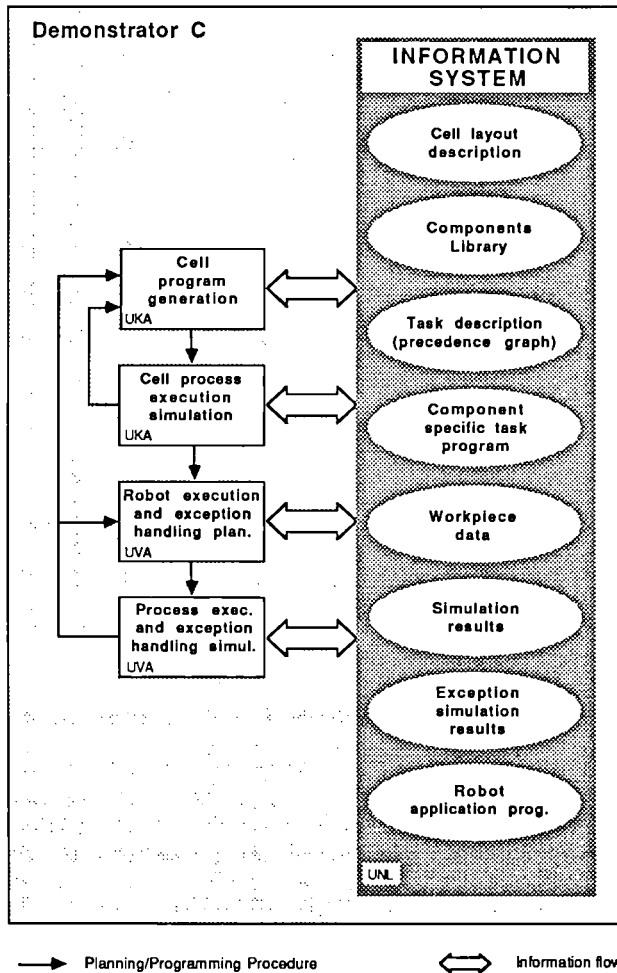 Demonstrator C
INFORMATION
SYSTEM
Cell layout
description
Components
Library
Cell
program
generation
UKA
Task description
(precedence graph)
Cell process
execution
simulation
UKA
Component
specific task
program
Robot execution
and exception
handling plan.
UVA
Workpiece
data
Process exec.
and exception
handling simul.
UVA
Simulation
results
Exception
simulation
results
Robot
application prog.
UNL
Planning/Programming Procedure
Information flow